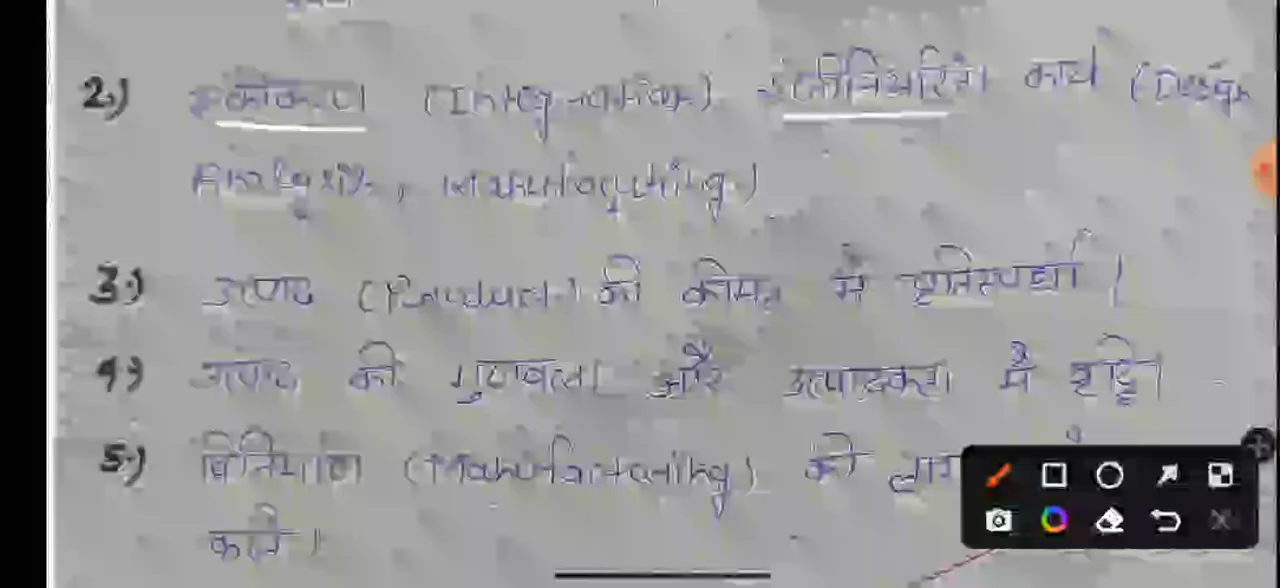 2.) एकीकरण (Integration) इंजीनियरिंग कार्य (Design
Analysis, Manufacturing)
3.) उत्पाद (Product) की कीमत में प्रतिस्पर्धा।
4.) उत्पाद की गुणवत्ता और उत्पादकता में वृद्धि।
5.) विनिर्माण (Manufacturing) की
करने।